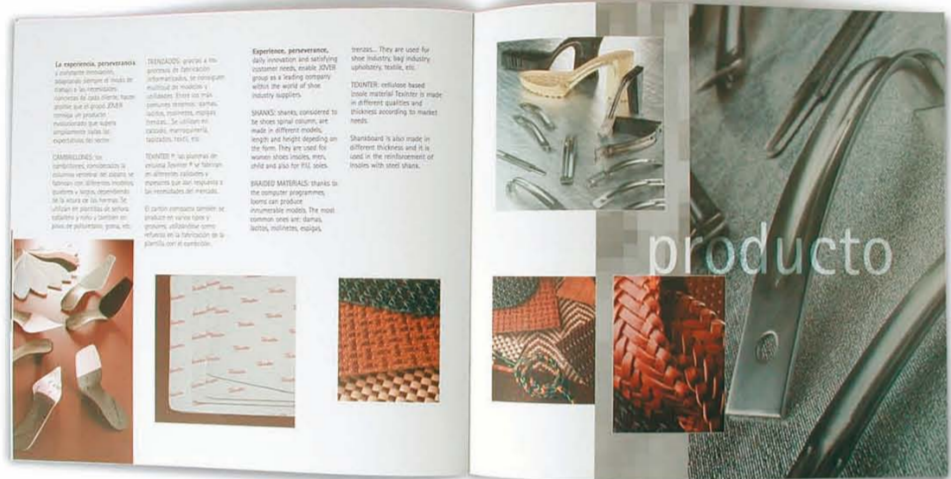 La experiencia, perseverancia
y constante innovación,
adaptando siempre el modo de
trabajo a las necesidades
concretas de cada cliente, hacen
posible que el grupo JOVER
consiga un producto
evolucionado que supera
ampliamente todas las
expectativas del sector.
CAMBRILLONES: los
cambrillones, considerados la
columna vertebral del zapato, se
fabrican con diferentes modelos,
y largos, dependiendo
de la altura de las hormas. Se
utilizan en plantillas de señora,
caballero y niño y también en
pisos de poliuretano, goma, etc.
TRENZADOS: gracias a los
procesos de fabricación
informatizados, se consiguen
multitud de modelos y
utilidades. Entre los más
comunes tenemos: damas,
lacitos, molinetes, espigas,
trenzas... Se utilizan en
calzado, marroquinería,
tapizados, textil, etc.
TEXINTER ®: las planchas de
celulosa Texinter ® se fabrican
en diferentes calidades y
grosores que dan respuesta a
las necesidades del mercado.
El cartón cuero también se
produce en varios tipos y
grosores, utilizándose como
refuerzo en la fabricación de la
plantilla con el cambrillón.
Experience, perseverance,
daily innovation and satisfying
customer needs, enable JOVER
group as a leading company
within the world of shoe
industry suppliers.
SHANKS: shanks, considered to
be shoes spinal column, are
made in different models,
length and height depeding on
the form. They are used for
women shoes insoles, men,
child and also for P.U. soles.
BRAIDED MATERIALS: thanks to
the computer programmes,
looms can produce
innumerable models. The most
common ones are: damas,
lacitos, molinetes, espigas,
trenzas... They are used for
shoe industry, bag industry,
upholstery, textile, etc.
TEXINTER: cellulose based
insole material Texinter is made
in different qualities and
thickness according to market
needs.
Shankboard is also made in
different thickness and it is
used in the reinforcement of
insoles with steel shank.
producto